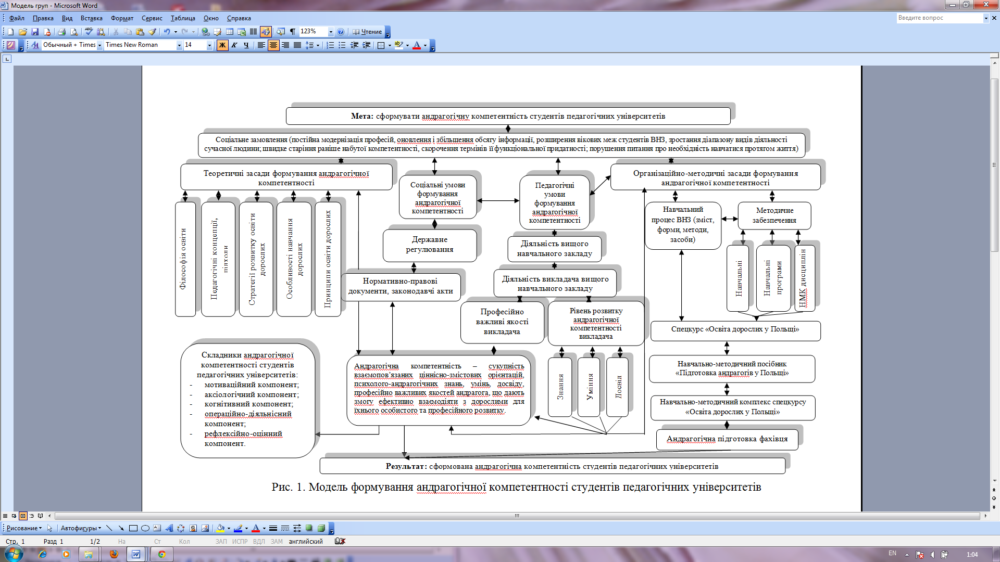 Модель груп - Microsoft Word
Файл Правка Вид Вставка Формат Сервис Таблица Окно Справка
Введите вопрос
123%
Чтение
Обычный + Times
Times New Roman
14
Ж К Ч
Мета: сформувати андрагогічну компетентність студентів педагогічних університетів
Соціальне замовлення (постійна модернізація професій, оновлення і збільшення обсягу інформації, розширення вікових меж студентів ВНЗ, зростання діапазону видів діяльності
сучасної людини; швидке старіння раніше набутої компетентності, скорочення термінів її функціональної придатності; порушення питання про необхідність навчатися протягом життя)
Теоретичні засади формування андрагогічної
компетентності
Соціальні умови
формування
андрагогічної
компетентності
Педагогічні
умови
формування
андрагогічної
компетентності
Організаційно-методичні засади формування
андрагогічної компетентності
Філософія освіти
Педагогічні концепції,
підходи
Стратегії розвитку освіти
дорослих
Особливості навчання
дорослих
Принципи освіти дорослих
Державне
регулювання
Нормативно-правові
документи, законодавчі акти
Діяльність вищого
навчального закладу
Діяльність викладача вищого
навчального закладу
Професійно
важливі якості
викладача
Рівень розвитку
андрагогічної
компетентності
викладача
Знання
Уміння
Досвід
Навчальний
процес ВНЗ (зміст,
форми, методи,
засоби)
Методичне
забезпечення
Навчальні
Навчальні
програми
НМК дисциплін
Спецкурс «Освіта дорослих у Польщі»
Навчально-методичний посібник
«Підготовка андрагогів у Польщі»
Навчально-методичний комплекс спецкурсу
«Освіта дорослих у Польщі»
Андрагогічна підготовка фахівця
Складники андрагогічної
компетентності студентів
педагогічних університетів:
- мотиваційний компонент;
- аксіологічний компонент;
- когнітивний компонент;
- операційно-діяльнісний
компонент;
- рефлексійно-оцінний
компонент.
Андрагогічна компетентність – сукупність
взаємопов’язаних ціннісно-змістових орієнтацій,
психолого-андрагогічних знань, умінь, досвіду,
професійно важливих якостей андрагога, що дають
змогу ефективно взаємодіяти з дорослими для
їхнього особистого та професійного розвитку.
Результат: сформована андрагогічна компетентність студентів педагогічних університетів
Рис. 1. Модель формування андрагогічної компетентності студентів педагогічних університетів
Рисование
Автофигуры
Стр. 1 Разд 1 1/2 На Ст Кол ЗАП ИСПР ВДЛ ЗАМ английский
EN
1:04